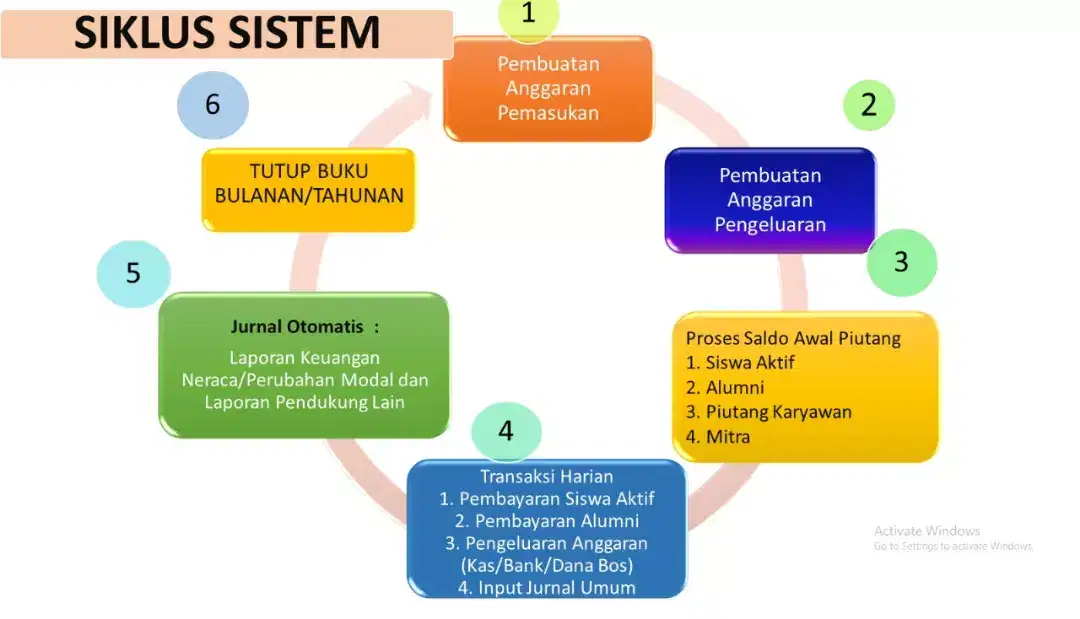 SIKLUS SISTEM
1
Pembuatan
Anggaran
Pemasukan
2
Pembuatan
Anggaran
Pengeluaran
3
Proses Saldo Awal Piutang
1. Siswa Aktif
2. Alumni
3. Piutang Karyawan
4. Mitra
4
Transaksi Harian
1. Pembayaran Siswa Aktif
2. Pembayaran Alumni
3. Pengeluaran Anggaran
(Kas/Bank/Dana Bos)
4. Input Jurnal Umum
5
Jurnal Otomatis :
Laporan Keuangan
Neraca/Perubahan Modal dan
Laporan Pendukung Lain
6
TUTUP BUKU
BULANAN/TAHUNAN
Activate Windows
Go to Settings to activate Windows.